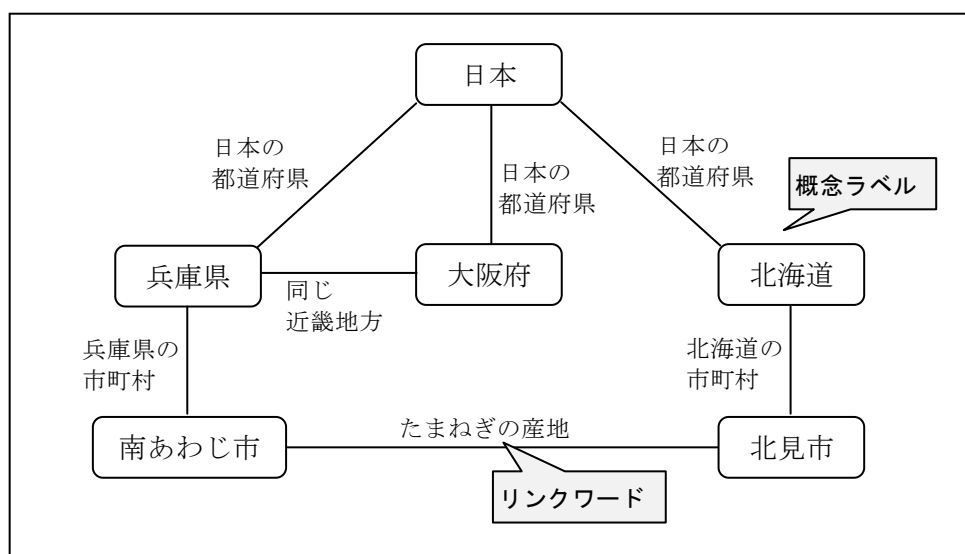 日本
日本の
都道府県
日本の
都道府県
日本の
都道府県
概念ラベル
兵庫県
大阪府
北海道
同じ
近畿地方
兵庫県の
市町村
北海道の
市町村
たまねぎの産地
南あわじ市
北見市
リンクワード